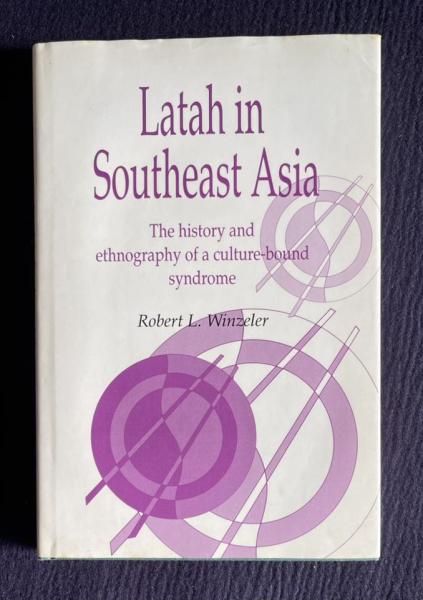 Latah in
Southeast Asia
The history and
ethnography of a culture-bound
syndrome
Robert L. Winzeler